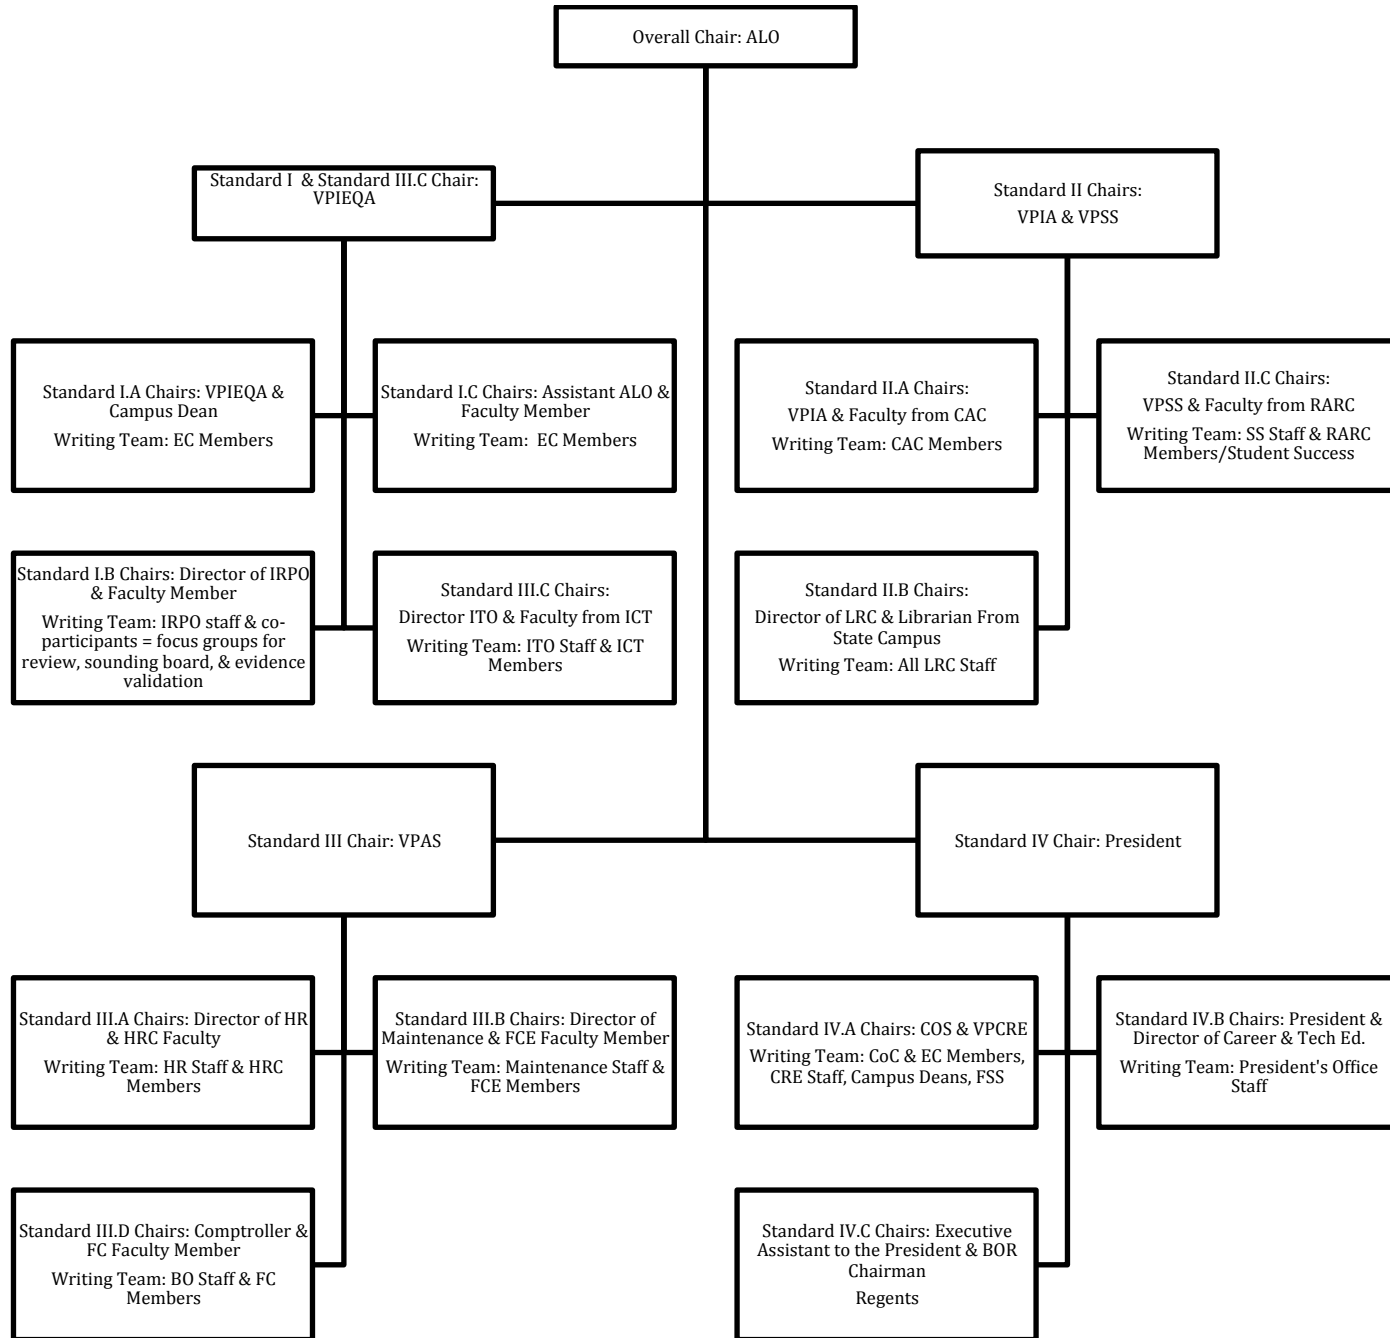 Overall Chair: ALO
Standard I  & Standard III.C Chair:
VPIEQA
Standard II Chairs:
VPIA & VPSS
Standard I.A Chairs: VPIEQA &
Campus Dean
Writing Team: EC Members
Standard I.C Chairs: Assistant ALO &
Faculty Member
Writing Team:  EC Members
Standard II.A Chairs:
VPIA & Faculty from CAC
Writing Team: CAC Members
Standard II.C Chairs:
VPSS & Faculty from RARC
Writing Team: SS Staff & RARC
Members/Student Success
Standard I.B Chairs: Director of IRPO
& Faculty Member
Writing Team: IRPO staff & co-
participants = focus groups for
review, sounding board, & evidence
validation
Standard III.C Chairs:
Director ITO & Faculty from ICT
Writing Team: ITO Staff & ICT
Members
Standard II.B Chairs:
Director of LRC & Librarian From
State Campus
Writing Team: All LRC Staff
Standard III Chair: VPAS
Standard IV Chair: President
Standard III.A Chairs: Director of HR
& HRC Faculty
Writing Team: HR Staff & HRC
Members
Standard III.B Chairs: Director of
Maintenance & FCE Faculty Member
Writing Team: Maintenance Staff &
FCE Members
Standard IV.A Chairs: COS & VPCRE
Writing Team: CoC & EC Members,
CRE Staff, Campus Deans, FSS
Standard IV.B Chairs: President &
Director of Career & Tech Ed.
Writing Team: President's Office
Staff
Standard III.D Chairs: Comptroller &
FC Faculty Member
Writing Team: BO Staff & FC
Members
Standard IV.C Chairs: Executive
Assistant to the President & BOR
Chairman
Regents